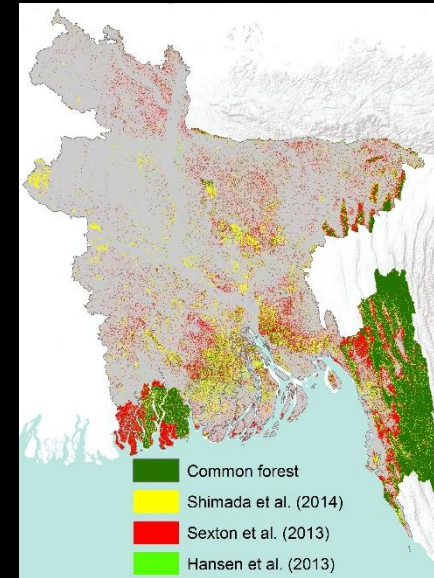 Common forest
Shimada et al. (2014)
Sexton et al. (2013)
Hansen et al. (2013)